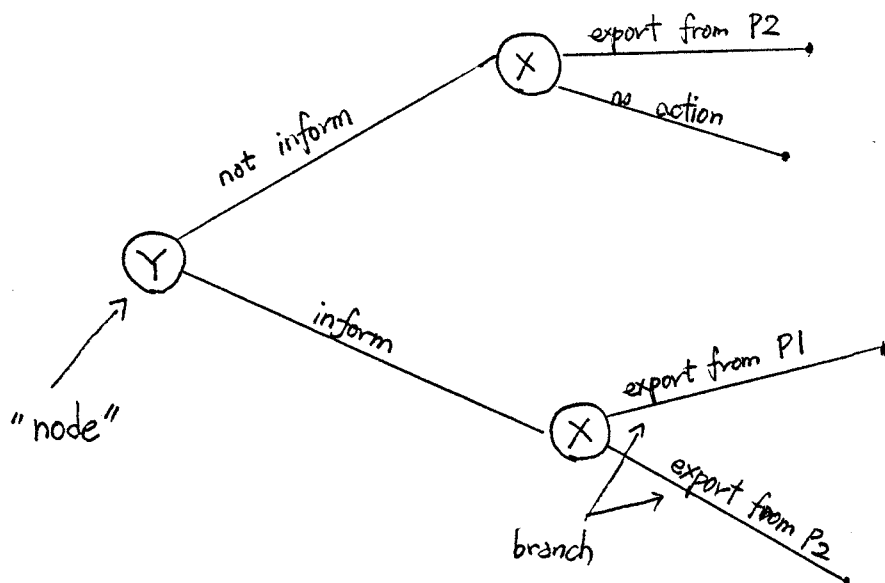 export from P2
X
no action
not inform
Y
inform
export from P1
"node"
X
export from P2
branch